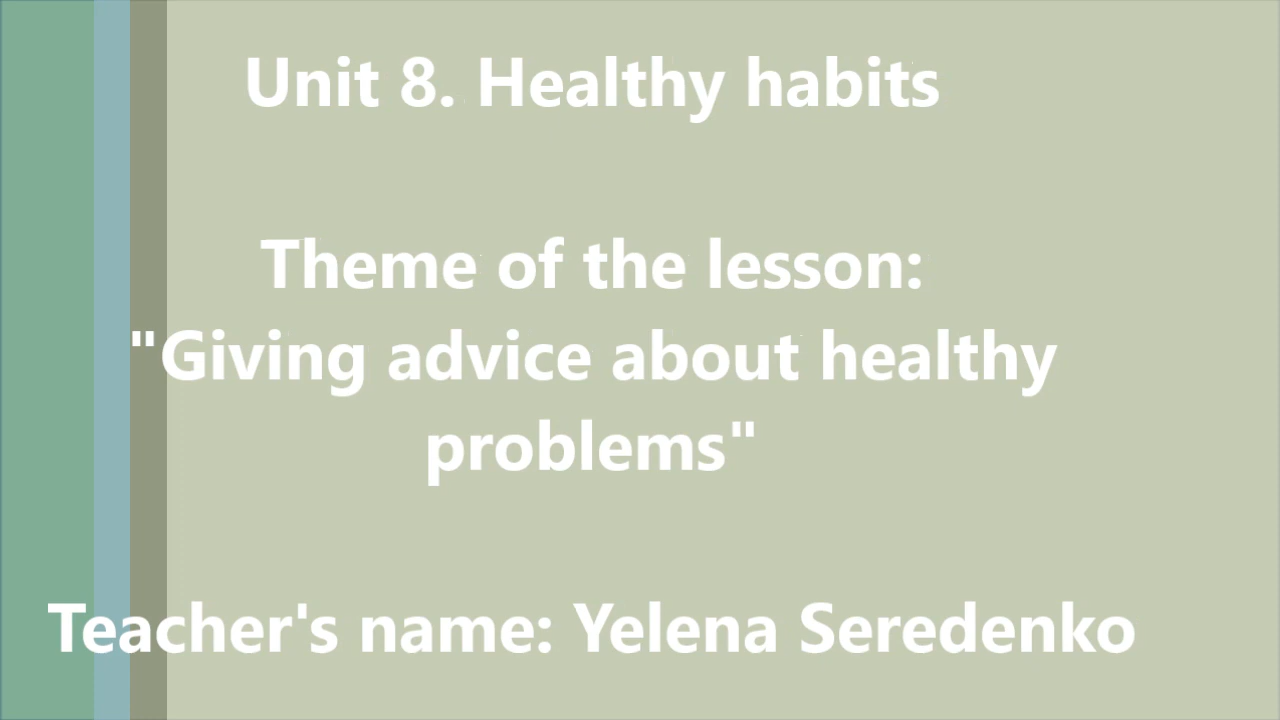 Unit 8. Healthy habits
Theme of the lesson:
"Giving advice about healthy
problems"
Teacher's name: Yelena Seredenko